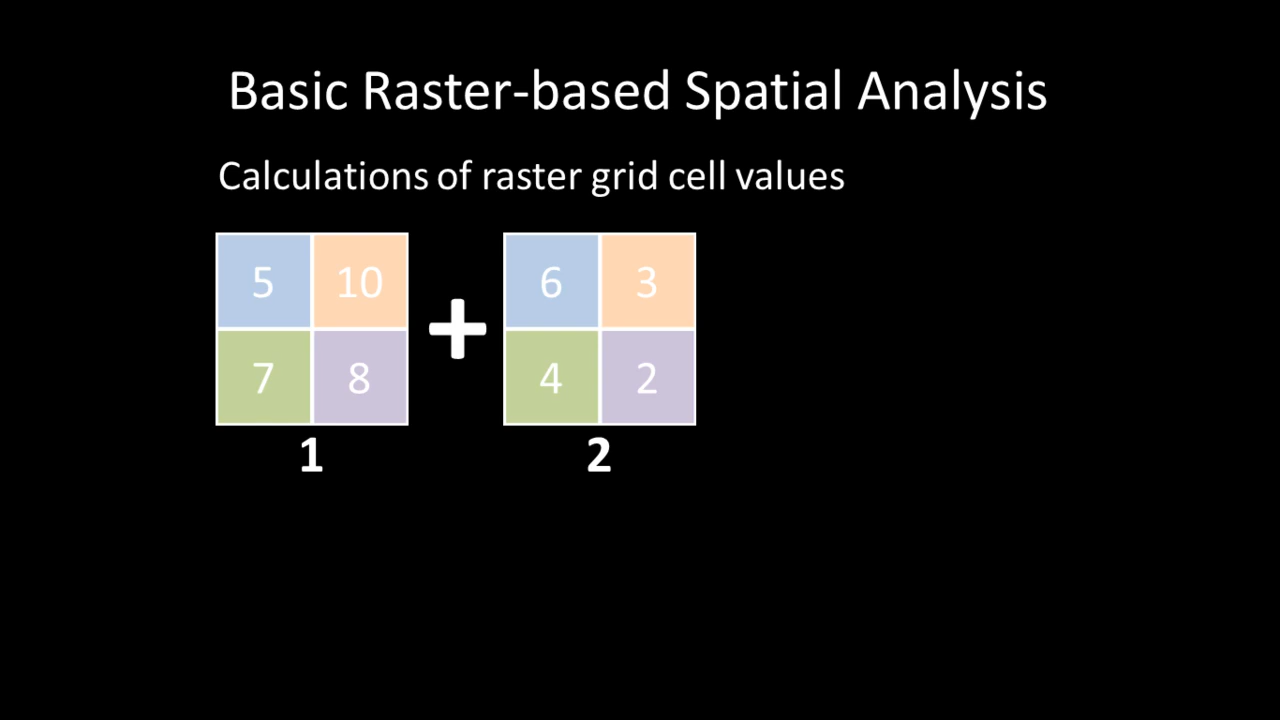 Basic Raster-based Spatial Analysis
Calculations of raster grid cell values
5 10 6 3
+
7 8 4 2
1 2